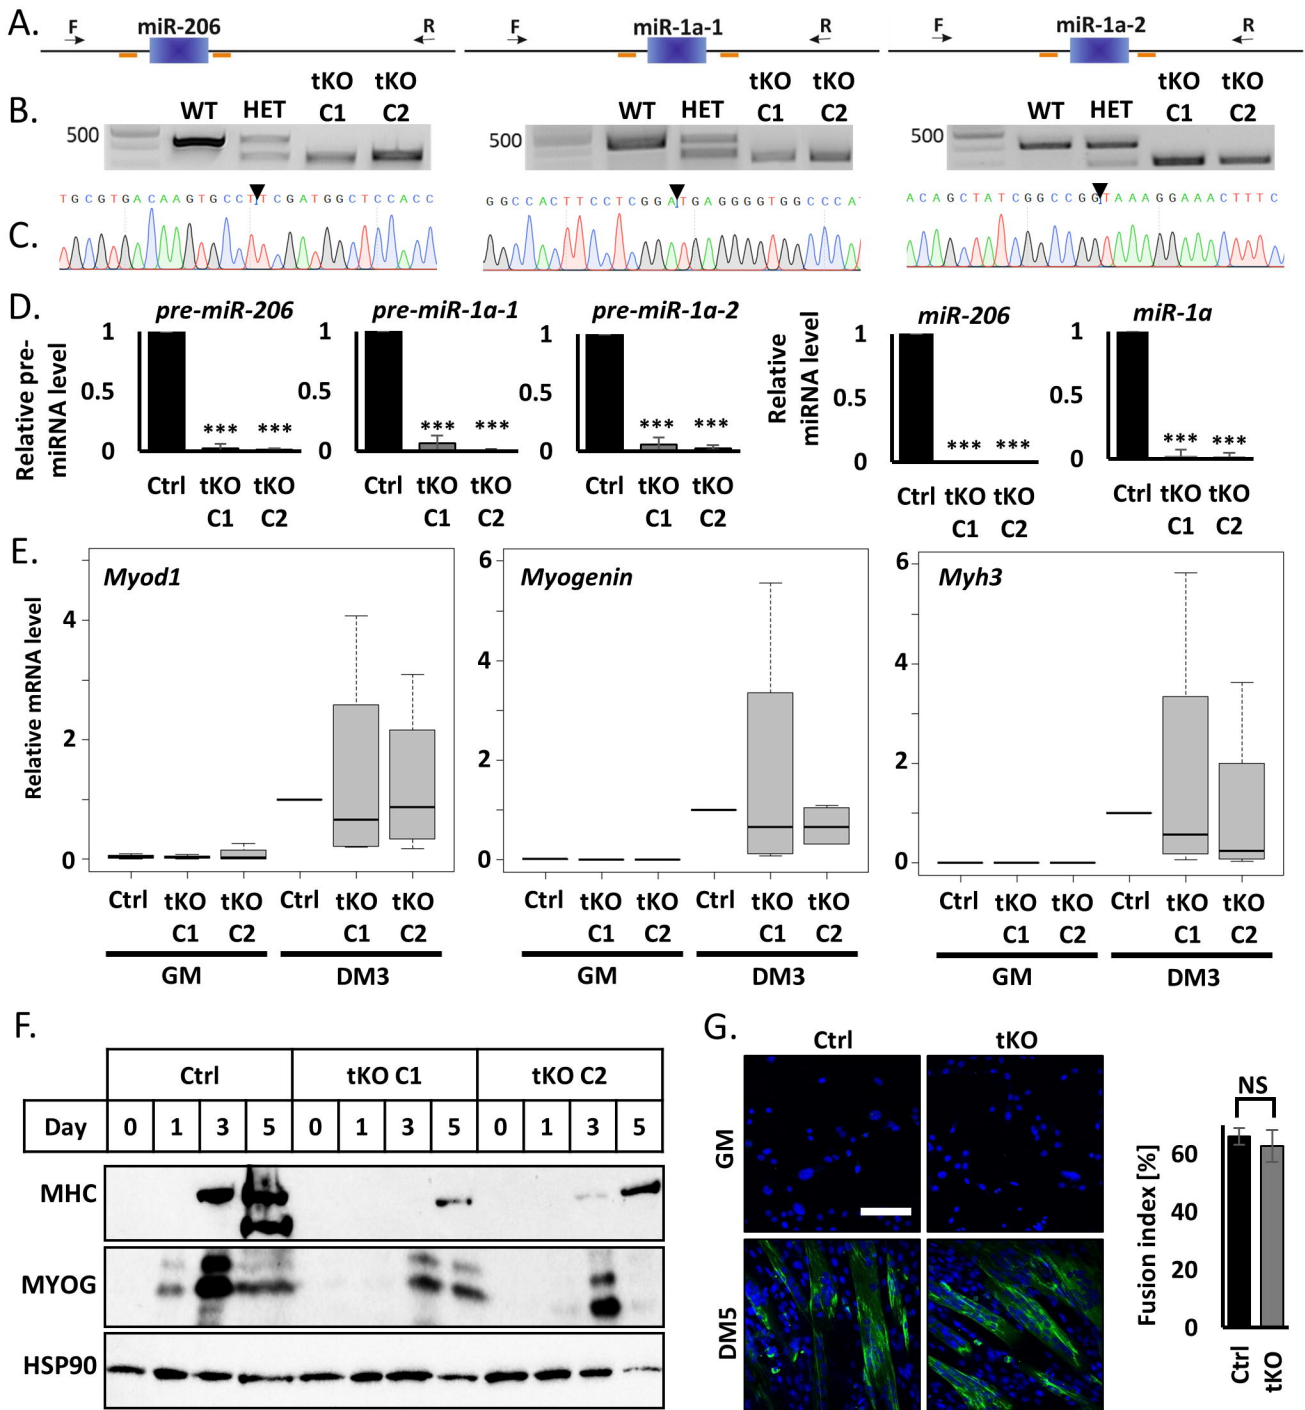 A.
F miR-206 R
F miR-1a-1 R
F miR-1a-2 R
B.
500 WT HET tKO C1 tKO C2
500 WT HET tKO C1 tKO C2
500 WT HET tKO C1 tKO C2
C.
T G C G T G A C A A G T G C C T T C G A T G G C T C C A C C
G G C C A C T T C C T C G G A T G A G G G G T G G C C C A
A C A G C T A T C G G C C G G T A A A G G A A A C T T T C
D.
Relative pre-
miRNA level
pre-miR-206
1
0.5
0
*** ***
Ctrl tKO tKO
C1 C2
pre-miR-1a-1
1
0.5
0
*** ***
Ctrl tKO tKO
C1 C2
pre-miR-1a-2
1
0.5
0
*** ***
Ctrl tKO tKO
C1 C2
Relative
miRNA level
miR-206
1
0.5
0
*** ***
Ctrl tKO tKO
C1 C2
miR-1a
1
0.5
0
*** ***
Ctrl tKO tKO
C1 C2
E.
Relative mRNA level
Myod1
4
2
0
Ctrl tKO tKO Ctrl tKO tKO
C1 C2 C1 C2
GM DM3
Myogenin
6
4
2
0
Ctrl tKO tKO Ctrl tKO tKO
C1 C2 C1 C2
GM DM3
Myh3
6
4
2
0
Ctrl tKO tKO Ctrl tKO tKO
C1 C2 C1 C2
GM DM3
F.
Ctrl tKO C1 tKO C2
Day 0 1 3 5 0 1 3 5 0 1 3 5
MHC
MYOG
HSP90
G.
Ctrl tKO
GM
DM5
Fusion index [%]
NS
60
40
20
0
Ctrl
tKO